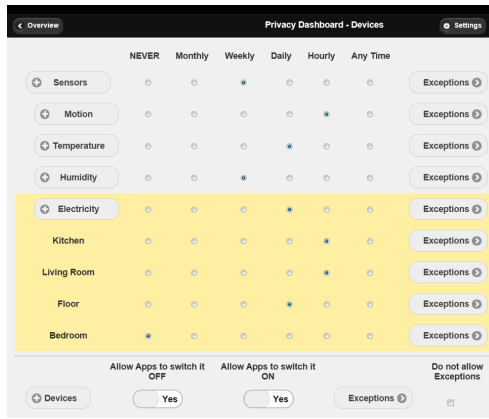 Overview Privacy Dashboard - Devices Settings
NEVER Monthly Weekly Daily Hourly Any Time
Sensors Exceptions
Motion Exceptions
Temperature Exceptions
Humidity Exceptions
Electricity Exceptions
Kitchen Exceptions
Living Room Exceptions
Floor Exceptions
Bedroom Exceptions
Allow Apps to switch it Allow Apps to switch it Do not allow
OFF ON Exceptions
Devices Yes Yes Exceptions